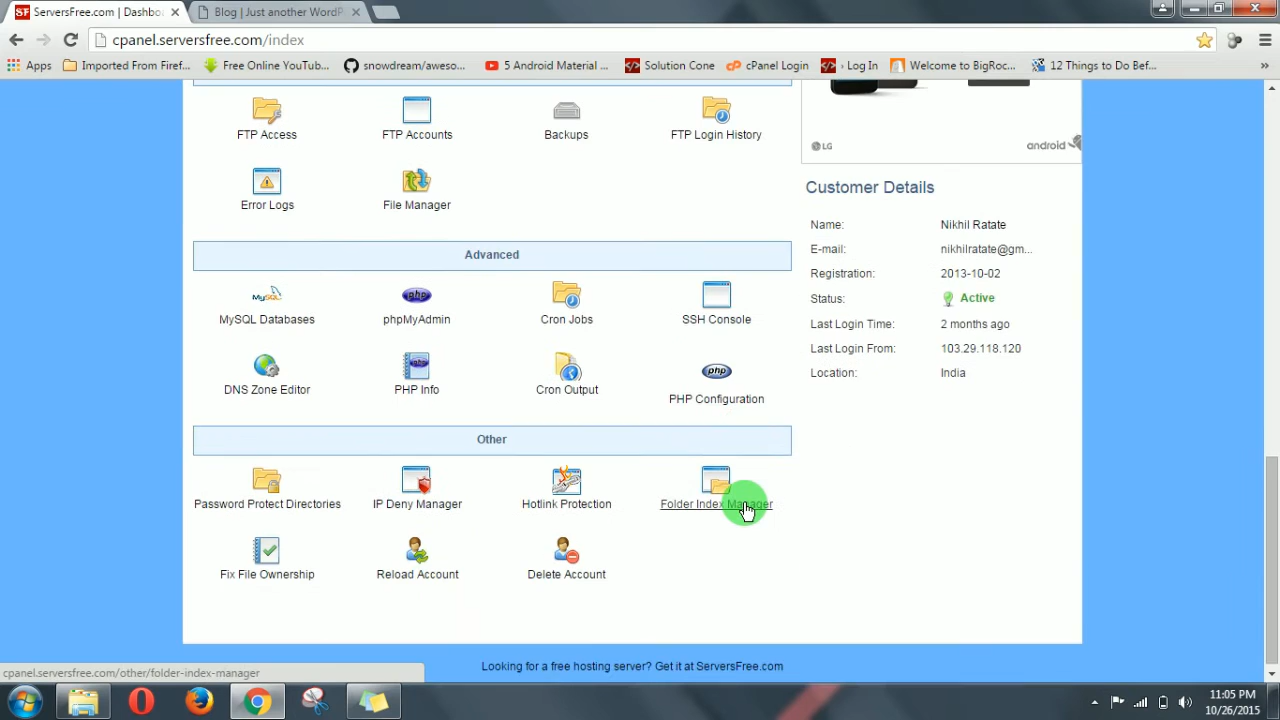 ServersFree.com | Dashbo
Blog | Just another WordP
cpanel.serversfree.com/index
Apps
Imported From Firef...
Free Online YouTub...
snowdream/aweso...
5 Android Material ...
Solution Cone
cPanel Login
› Log In
Welcome to BigRoc...
12 Things to Do Bef...
»
FTP Access
FTP Accounts
Backups
FTP Login History
LG
android
Error Logs
File Manager
Customer Details
Name: Nikhil Ratate
E-mail: nikhilratate@gm...
Registration: 2013-10-02
Status: Active
Last Login Time: 2 months ago
Last Login From: 103.29.118.120
Location: India
Advanced
MySQL Databases
phpMyAdmin
Cron Jobs
SSH Console
DNS Zone Editor
PHP Info
Cron Output
PHP Configuration
Other
Password Protect Directories
IP Deny Manager
Hotlink Protection
Folder Index Manager
Fix File Ownership
Reload Account
Delete Account
Looking for a free hosting server? Get it at ServersFree.com
cpanel.serversfree.com/other/folder-index-manager
11:05 PM
10/26/2015